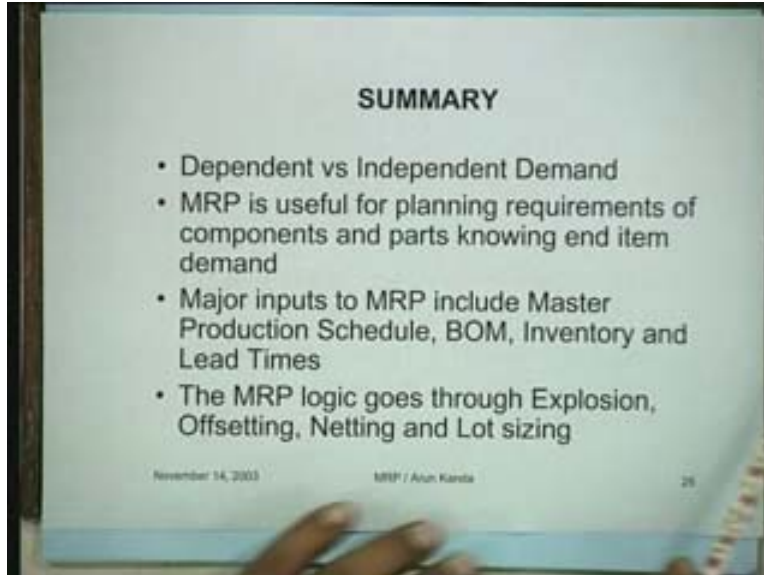 SUMMARY
• Dependent vs Independent Demand
• MRP is useful for planning requirements of
components and parts knowing end item
demand
• Major inputs to MRP include Master
Production Schedule, BOM, Inventory and
Lead Times
• The MRP logic goes through Explosion,
Offsetting, Netting and Lot sizing
November 14, 2003 MRP / Arun Kanda